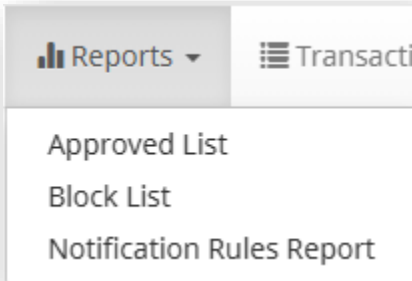 Reports Transacti
Approved List
Block List
Notification Rules Report